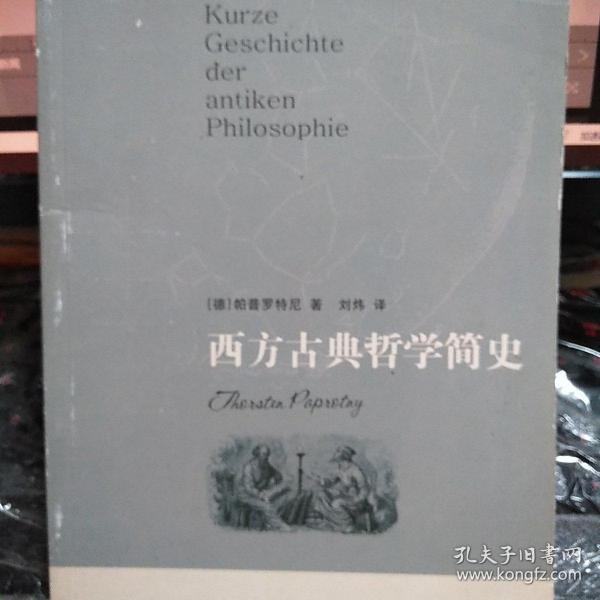 Kurze
Geschichte
der
antiken
Philosophie
[德]帕普罗特尼 著 刘炜 译
西方古典哲学简史
Thorsten Paprotny
孔夫子旧书网
www.kongfz.com